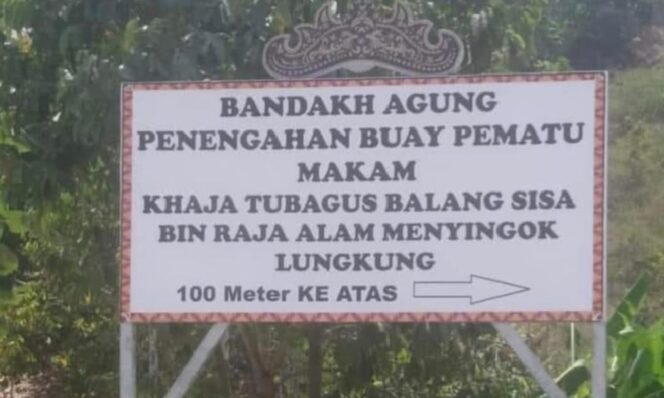 BANDAKH AGUNG
PENENGAHAN BUAY PEMATU
MAKAM
KHAJA TUBAGUS BALANG SISA
BIN RAJA ALAM MENYINGOK
LUNGKUNG
100 Meter KE ATAS